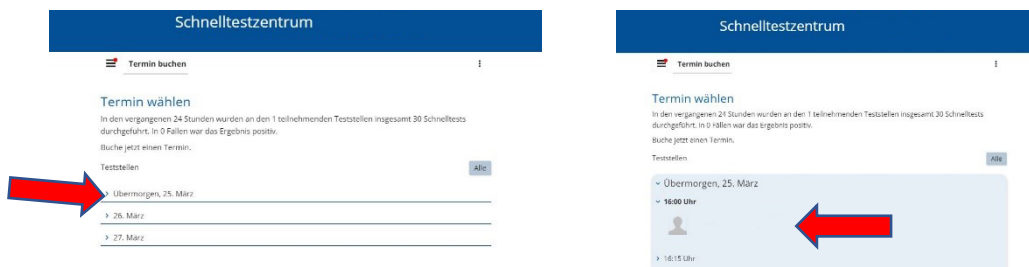 Schnelltestzentrum
Termin buchen
Termin wählen
In den vergangenen 24 Stunden wurden an den 1 teilnehmenden Teststellen insgesamt 30 Schnelltests
durchgeführt. In 0 Fällen war das Ergebnis positiv.
Buche jetzt einen Termin.
Teststellen
Alle
Übermorgen, 25. März
26. März
27. März
Schnelltestzentrum
Termin buchen
Termin wählen
In den vergangenen 24 Stunden wurden an den 1 teilnehmenden Teststellen insgesamt 30 Schnelltests
durchgeführt. In 0 Fällen war das Ergebnis positiv.
Buche jetzt einen Termin.
Teststellen
Alle
Übermorgen, 25. März
16:00 Uhr
16:15 Uhr